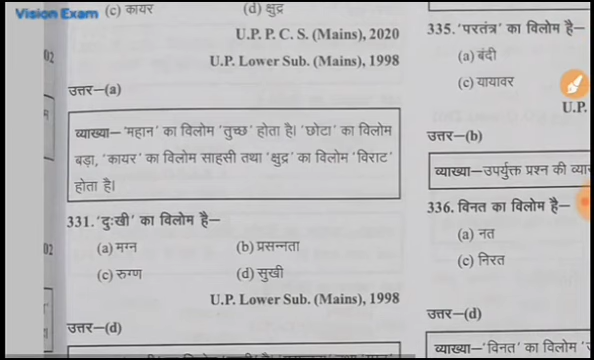 Vision Exam
(c) कायर (d) क्षुद्र
U.P. P. C. S. (Mains), 2020
U.P. Lower Sub. (Mains), 1998
उत्तर—(a)
व्याख्या— 'महान' का विलोम 'तुच्छ' होता है। 'छोटा' का विलोम
बड़ा, 'कायर' का विलोम साहसी तथा 'क्षुद्र' का विलोम 'विराट'
होता है।
331. 'दुःखी' का विलोम है—
(a) मग्न (b) प्रसन्नता
(c) रुग्ण (d) सुखी
U.P. Lower Sub. (Mains), 1998
उत्तर—(d)
335. 'परतंत्र' का विलोम है—
(a) बंदी
(c) यायावर
U.P.
उत्तर—(b)
व्याख्या—उपर्युक्त प्रश्न की
336. विनत का विलोम है—
(a) नत
(c) निरत
उत्तर—(d)
व्याख्या—'विनत' का विलोम